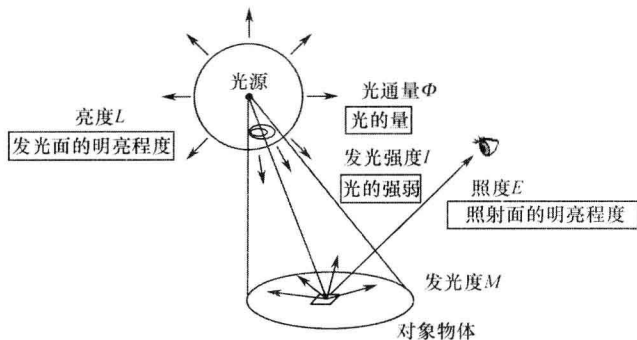 光源
光通量Φ
光的量
亮度L
发光面的明亮程度
发光强度I
光的强弱
照度E
照射面的明亮程度
发光度M
对象物体